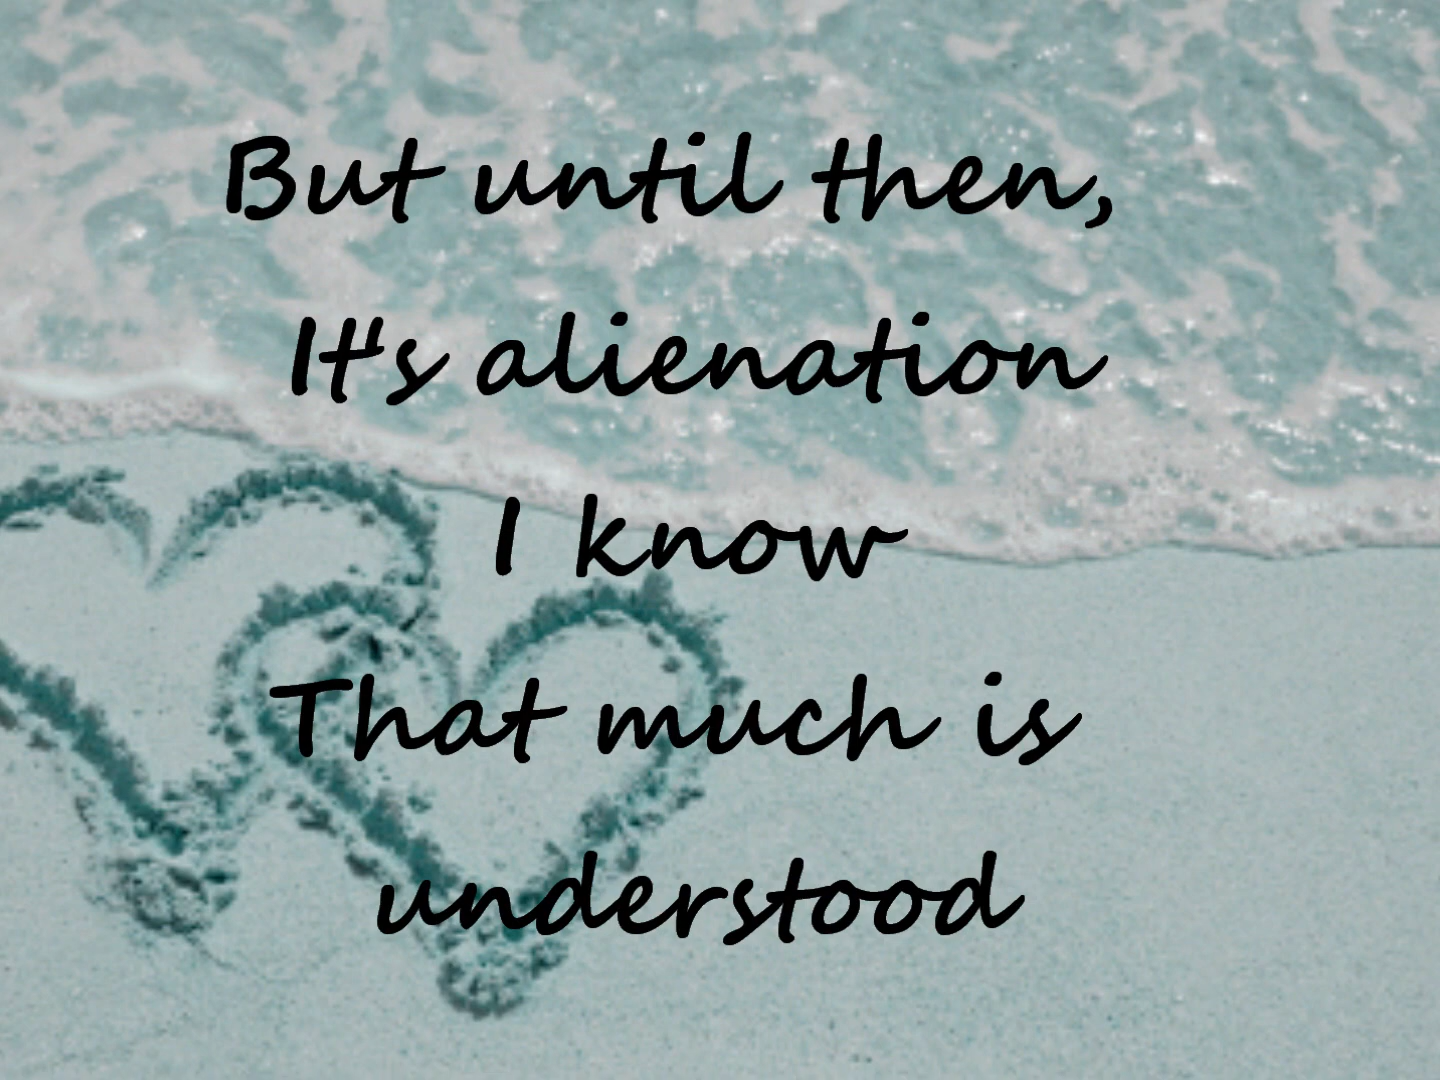 But until then,
It's alienation
I know
That much is
understood